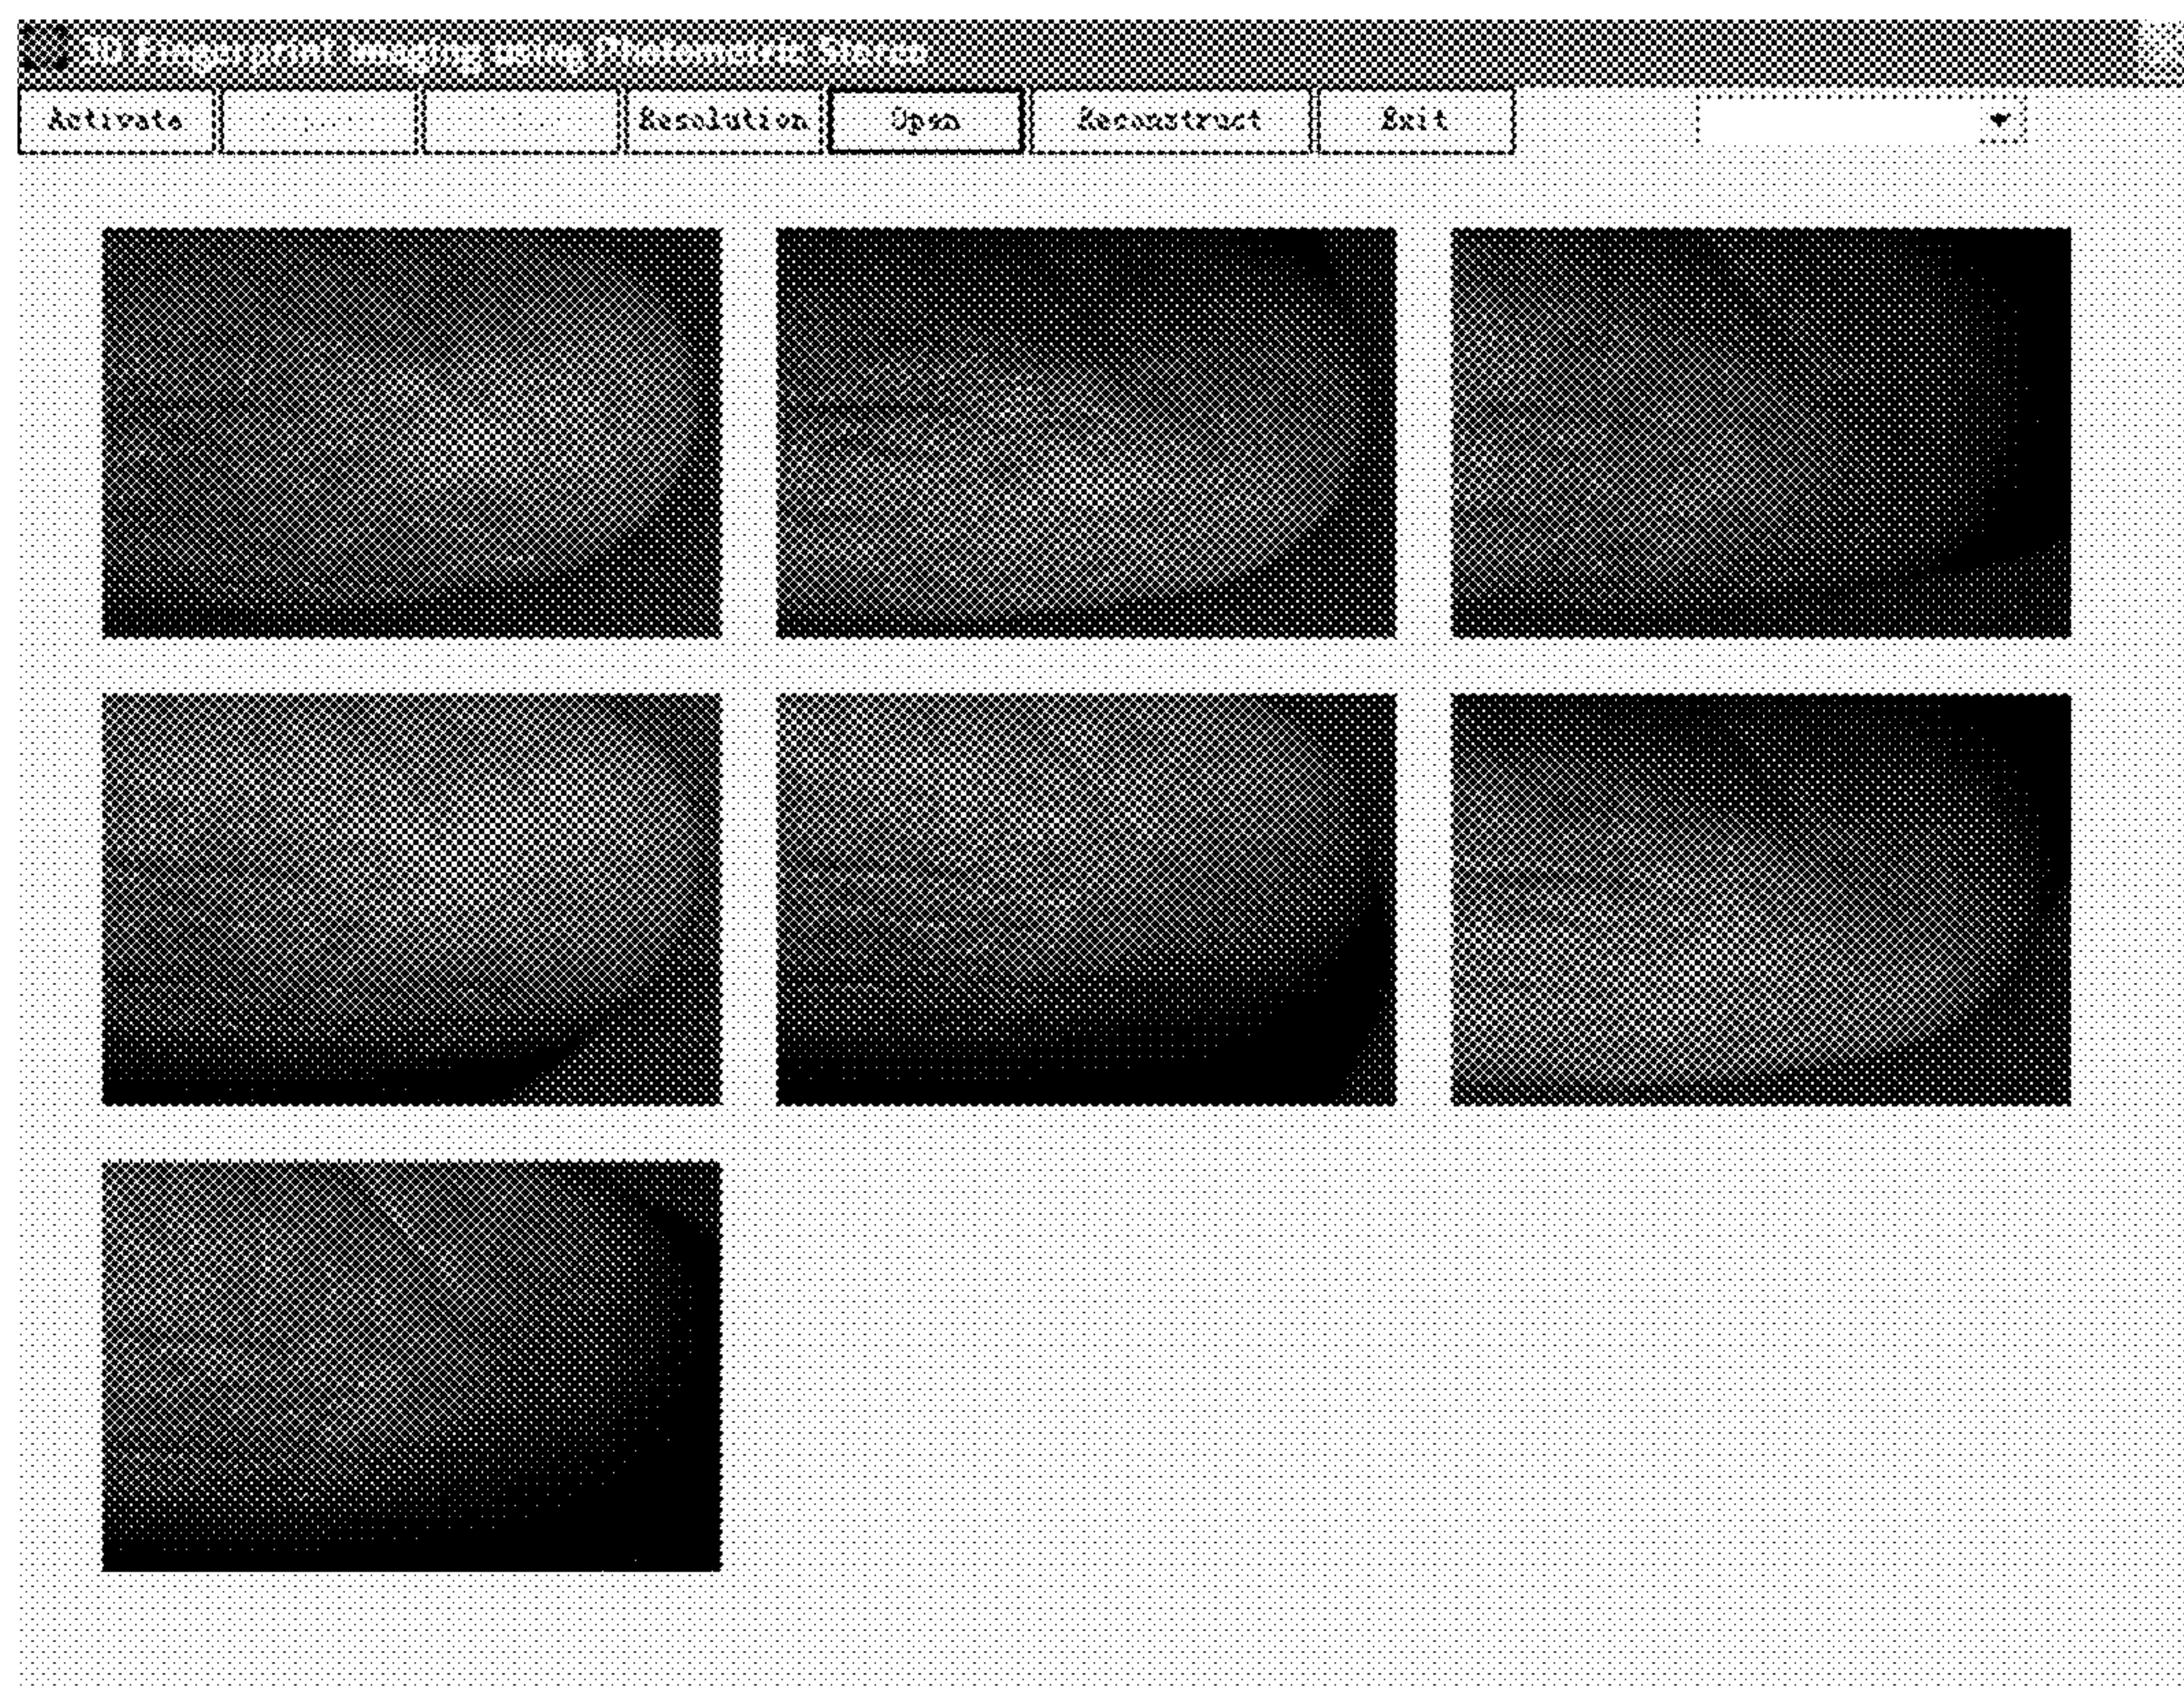 3D Fingerprint Imaging using Photometric Stereo
Activate Resolution Open Reconstruct Exit